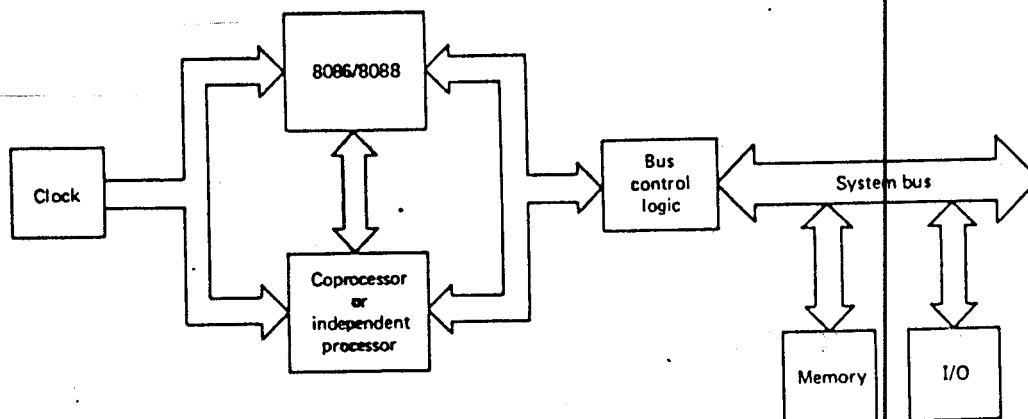 8086/8088
Clock
Bus
control
logic
System bus
Coprocessor
or
independent
processor
Memory
I/O